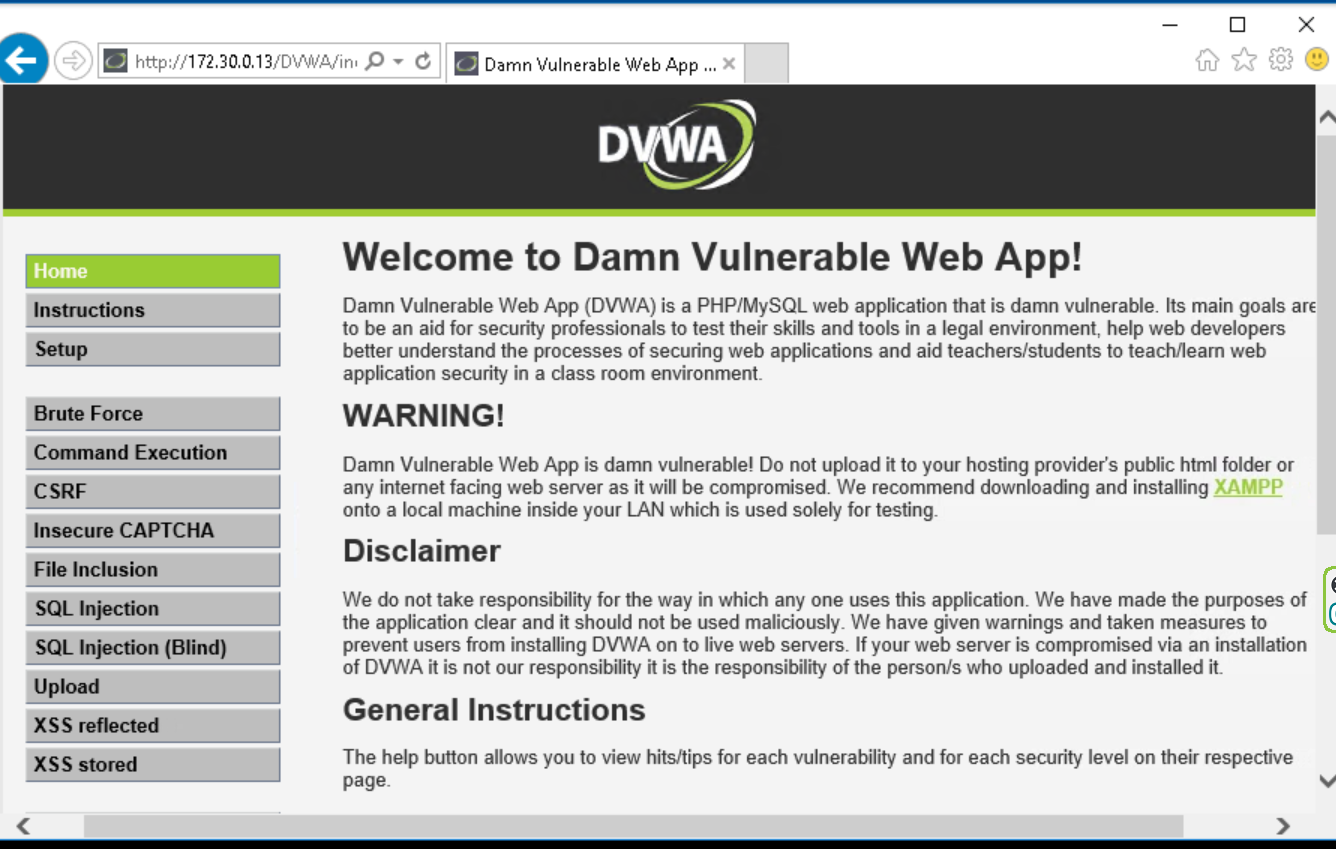 http://172.30.0.13/DVWA/in
Damn Vulnerable Web App ...
DVWA
Home
Instructions
Setup
Brute Force
Command Execution
CSRF
Insecure CAPTCHA
File Inclusion
SQL Injection
SQL Injection (Blind)
Upload
XSS reflected
XSS stored
Welcome to Damn Vulnerable Web App!
Damn Vulnerable Web App (DVWA) is a PHP/MySQL web application that is damn vulnerable. Its main goals are
to be an aid for security professionals to test their skills and tools in a legal environment, help web developers
better understand the processes of securing web applications and aid teachers/students to teach/learn web
application security in a class room environment.
WARNING!
Damn Vulnerable Web App is damn vulnerable! Do not upload it to your hosting provider's public html folder or
any internet facing web server as it will be compromised. We recommend downloading and installing XAMPP
onto a local machine inside your LAN which is used solely for testing.
Disclaimer
We do not take responsibility for the way in which any one uses this application. We have made the purposes of
the application clear and it should not be used maliciously. We have given warnings and taken measures to
prevent users from installing DVWA on to live web servers. If your web server is compromised via an installation
of DVWA it is not our responsibility it is the responsibility of the person/s who uploaded and installed it.
General Instructions
The help button allows you to view hits/tips for each vulnerability and for each security level on their respective
page.